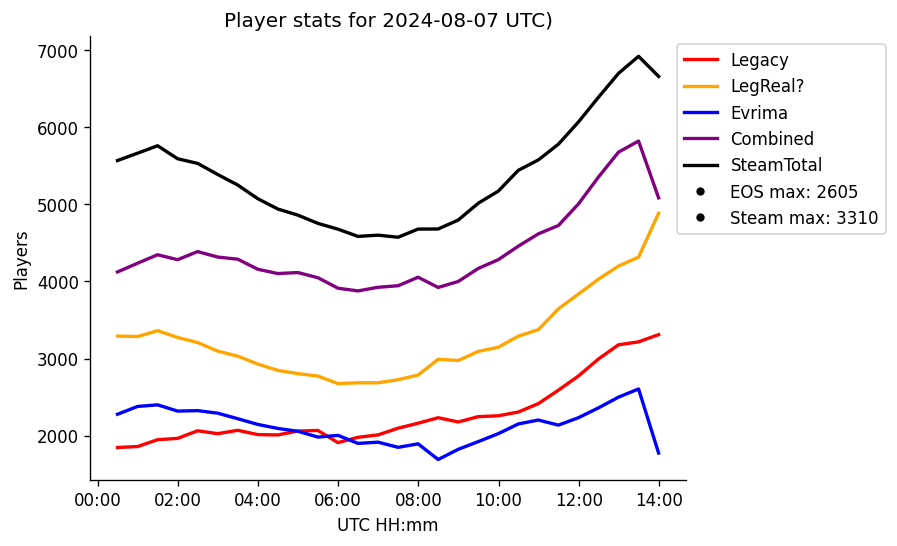 Player stats for 2024-08-07 UTC)
7000
6000
5000
4000
3000
2000
Players
00:00 02:00 04:00 06:00 08:00 10:00 12:00 14:00
UTC HH:mm
Legacy
LegReal?
Evrima
Combined
SteamTotal
EOS max: 2605
Steam max: 3310